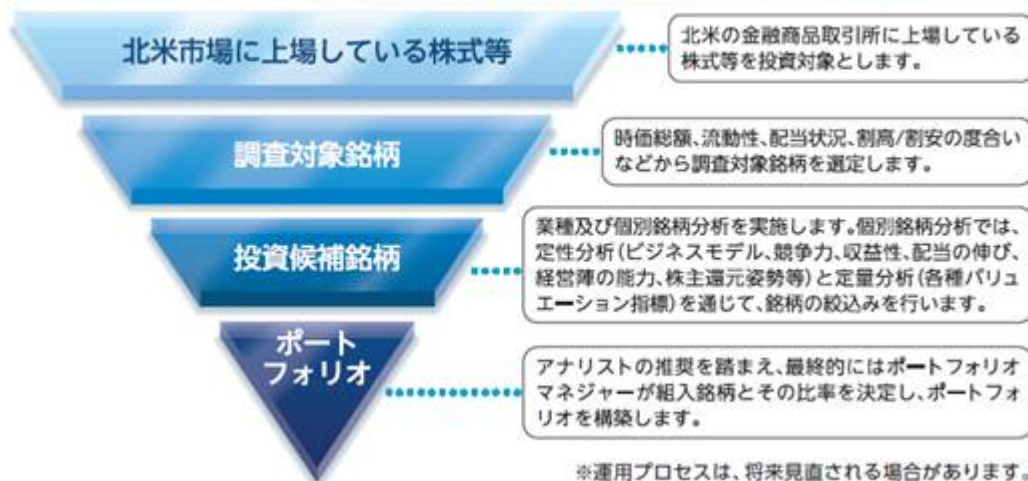 北米市場に上場している株式等
北米の金融商品取引所に上場している
株式等を投資対象とします。
調査対象銘柄
時価総額、流動性、配当状況、割高/割安の度合い
などから調査対象銘柄を選定します。
投資候補銘柄
業種及び個別銘柄分析を実施します。個別銘柄分析では、
定性分析(ビジネスモデル、競争力、収益性、配当の伸び、
経営陣の能力、株主還元姿勢等)と定量分析(各種バリュ
エーション指標)を通じて、銘柄の絞込みを行います。
ポート
フォリオ
アナリストの推奨を踏まえ、最終的にはポートフォリオ
マネジャーが組入銘柄とその比率を決定し、ポートフォ
リオを構築します。
※運用プロセスは、将来見直される場合があります。